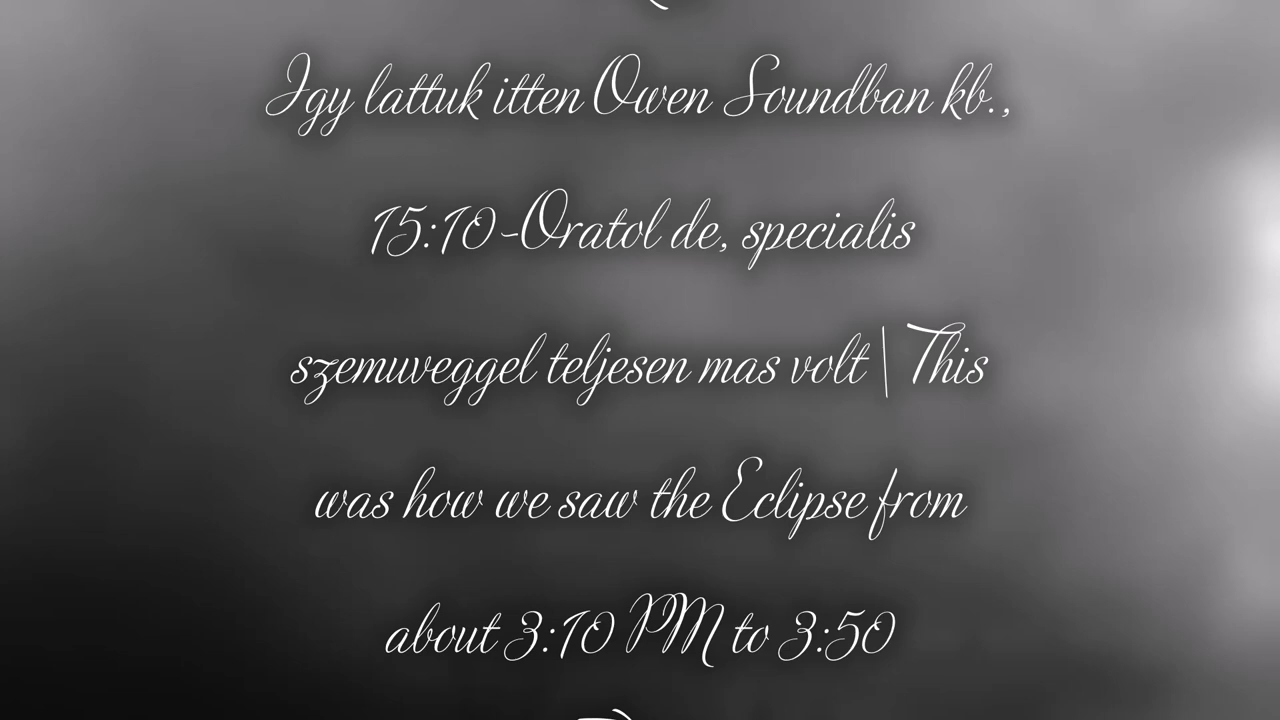 Igy lattuk itten Owen Soundban kb.,
15:10-Oratol de, specialis
szemuveggel teljesen mas volt | This
was how we saw the Eclipse from
about 3:10 PM to 3:50